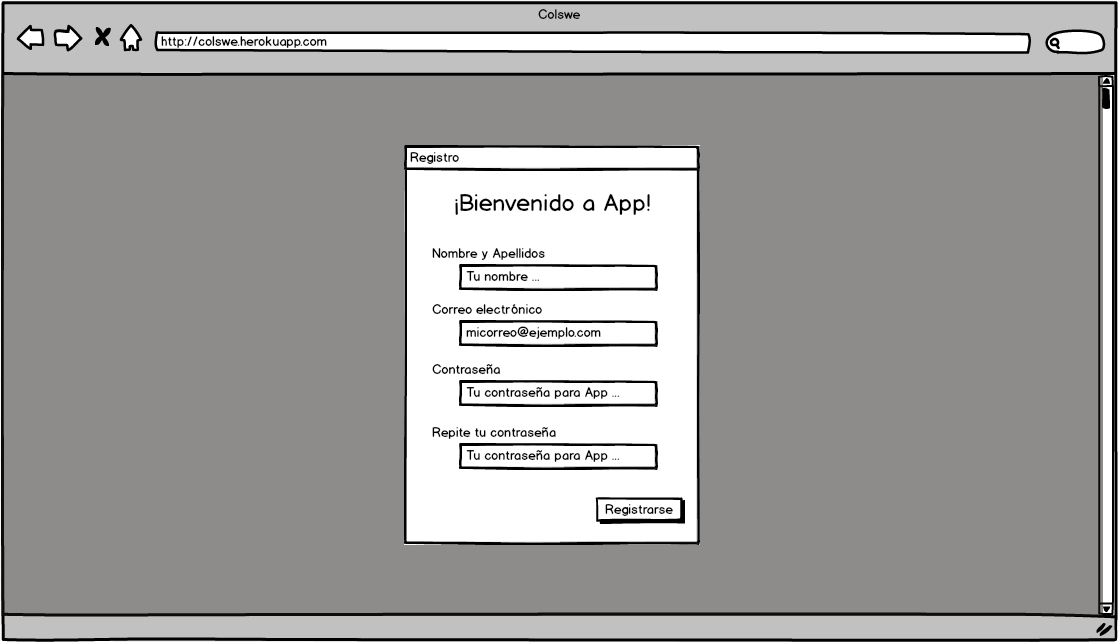 Colswe
http://colswe.herokuapp.com
Registro
¡Bienvenido a App!
Nombre y Apellidos
Tu nombre ...
Correo electrónico
micorreo@ejemplo.com
Contraseña
Tu contraseña para App ...
Repite tu contraseña
Tu contraseña para App ...
Registrarse